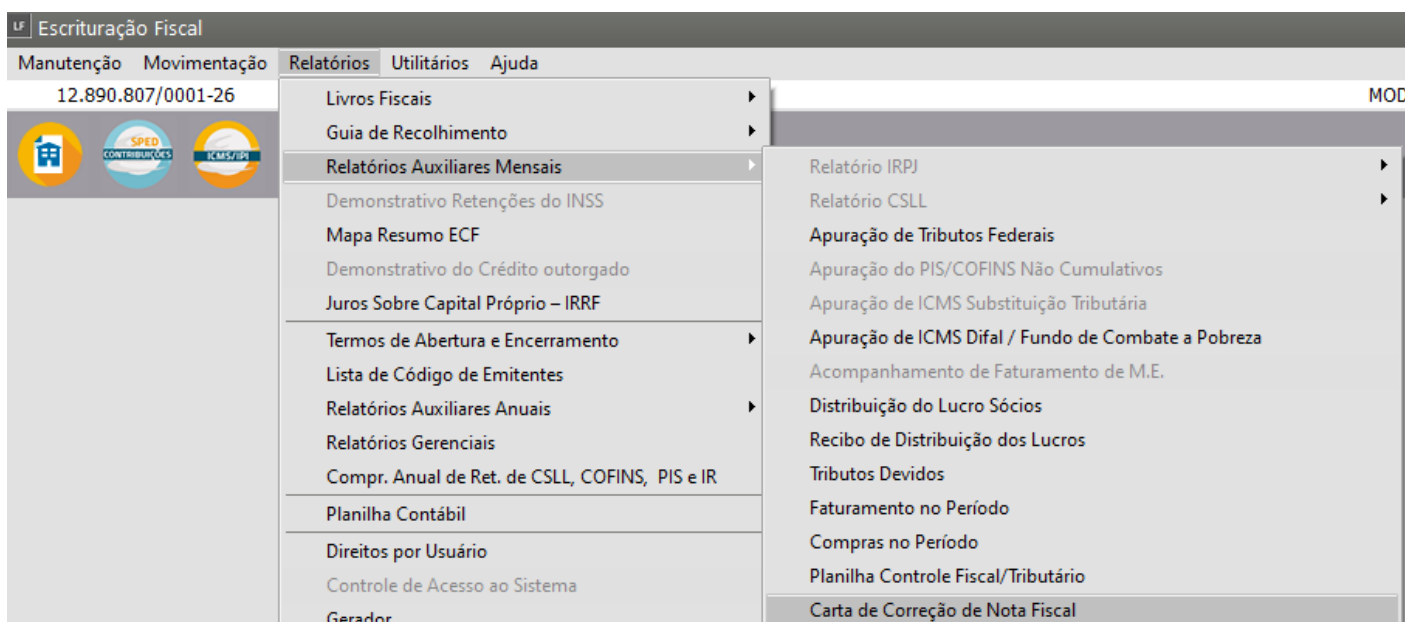 LF Escrituração Fiscal
Manutenção Movimentação Relatórios Utilitários Ajuda
12.890.807/0001-26
MOD
SPED
CONTRIBUIÇÕES
ICMS/IPI
Livros Fiscais
Guia de Recolhimento
Relatórios Auxiliares Mensais
Demonstrativo Retenções do INSS
Mapa Resumo ECF
Demonstrativo do Crédito outorgado
Juros Sobre Capital Próprio – IRRF
Termos de Abertura e Encerramento
Lista de Código de Emitentes
Relatórios Auxiliares Anuais
Relatórios Gerenciais
Compr. Anual de Ret. de CSLL, COFINS, PIS e IR
Planilha Contábil
Direitos por Usuário
Controle de Acesso ao Sistema
Gerador
Relatório IRPJ
Relatório CSLL
Apuração de Tributos Federais
Apuração do PIS/COFINS Não Cumulativos
Apuração de ICMS Substituição Tributária
Apuração de ICMS Difal / Fundo de Combate a Pobreza
Acompanhamento de Faturamento de M.E.
Distribuição do Lucro Sócios
Recibo de Distribuição dos Lucros
Tributos Devidos
Faturamento no Período
Compras no Período
Planilha Controle Fiscal/Tributário
Carta de Correção de Nota Fiscal